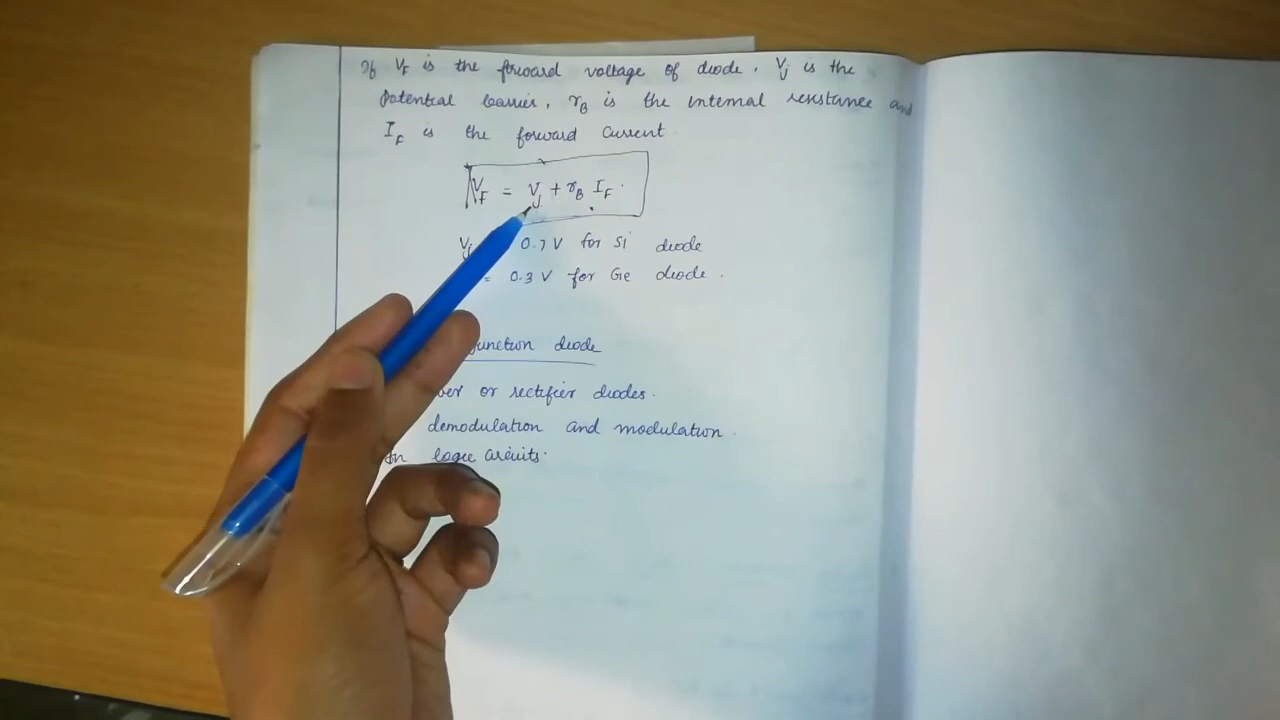 If VF is the forward voltage of diode, Vj is the
Potential barrier, rB is the internal resistance and
IF is the forward current
VF = Vj + rB IF.
Vj 0.7 V for Si diode
= 0.3 V for Ge diode.
junction diode
or rectifier diodes.
demodulation and modulation.
In logic circuits.